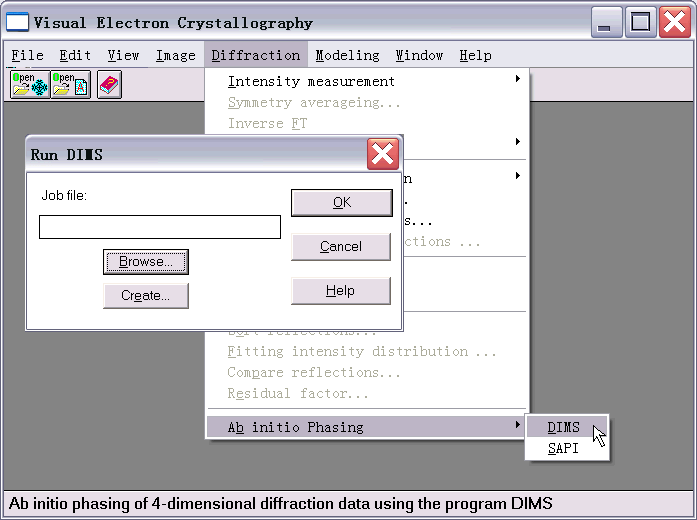 Visual Electron Crystallography
File Edit View Image Diffraction Modeling Window Help
Open Open
A
Intensity measurement
Symmetry averageing...
Inverse FT
Run DIMS
Job file:
OK
Browse...
Cancel
Create...
Help
n
.
s...
ctions ...
Sort reflections...
Fitting intensity distribution ...
Compare reflections...
Residual factor...
Ab initio Phasing
DIMS
SAPI
Ab initio phasing of 4-dimensional diffraction data using the program DIMS